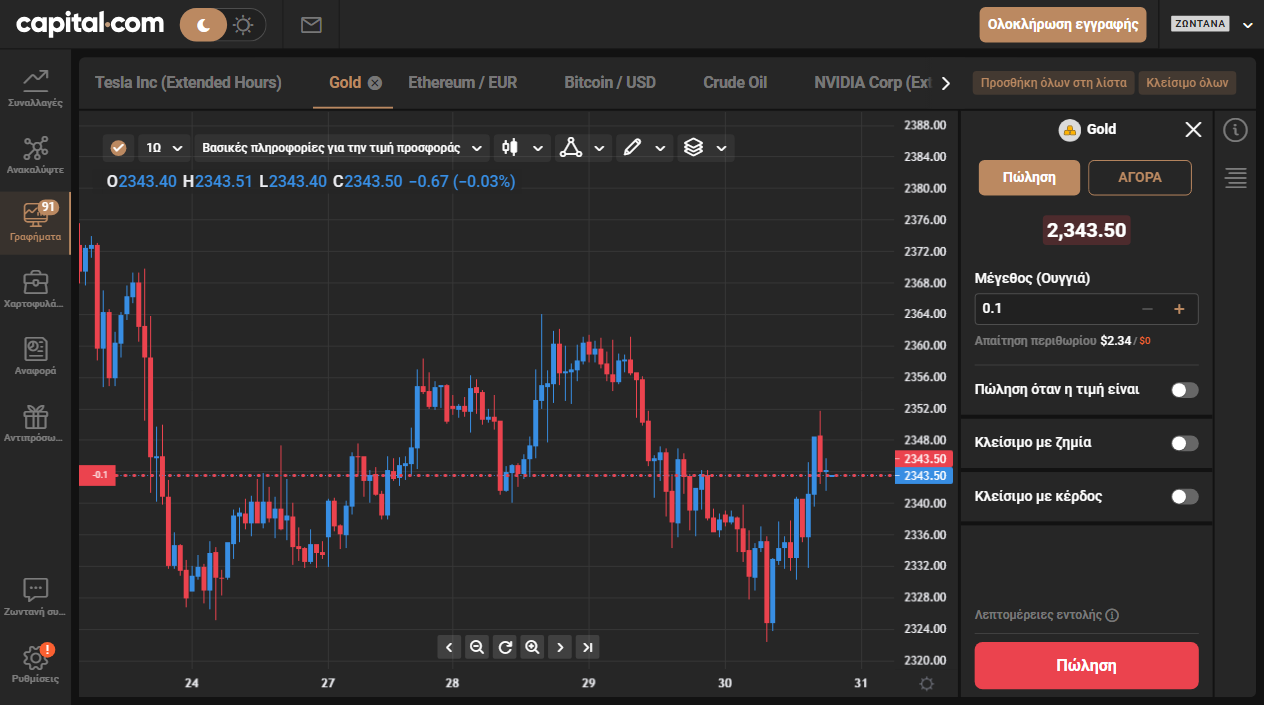 capital.com
Ολοκλήρωση εγγραφής
ΖΩΝΤΑΝΑ
Συναλλαγές
Ανακαλύψτε
91
Γραφήματα
Χαρτοφυλά...
Αναφορά
Αντιπρόσω...
Ζωντανή συ...
!
Ρυθμίσεις
Tesla Inc (Extended Hours)
Gold
Ethereum / EUR
Bitcoin / USD
Crude Oil
NVIDIA Corp (Ext
Προσθήκη όλων στη λίστα
Κλείσιμο όλων
1Ω
Βασικές πληροφορίες για την τιμή προσφοράς
O2343.40 H2343.51 L2343.40 C2343.50 −0.67 (−0.03%)
2388.00
2384.00
2380.00
2376.00
2372.00
2368.00
2364.00
2360.00
2356.00
2352.00
2348.00
2343.50
2343.50
2340.00
2336.00
2332.00
2328.00
2324.00
2320.00
-0.1
24
27
28
29
30
31
Gold
Πώληση
ΑΓΟΡΑ
2,343.50
Μέγεθος (Ουγγιά)
0.1
Απαίτηση περιθωρίου $2.34 / $0
Πώληση όταν η τιμή είναι
Κλείσιμο με ζημία
Κλείσιμο με κέρδος
Λεπτομέρειες εντολής
Πώληση